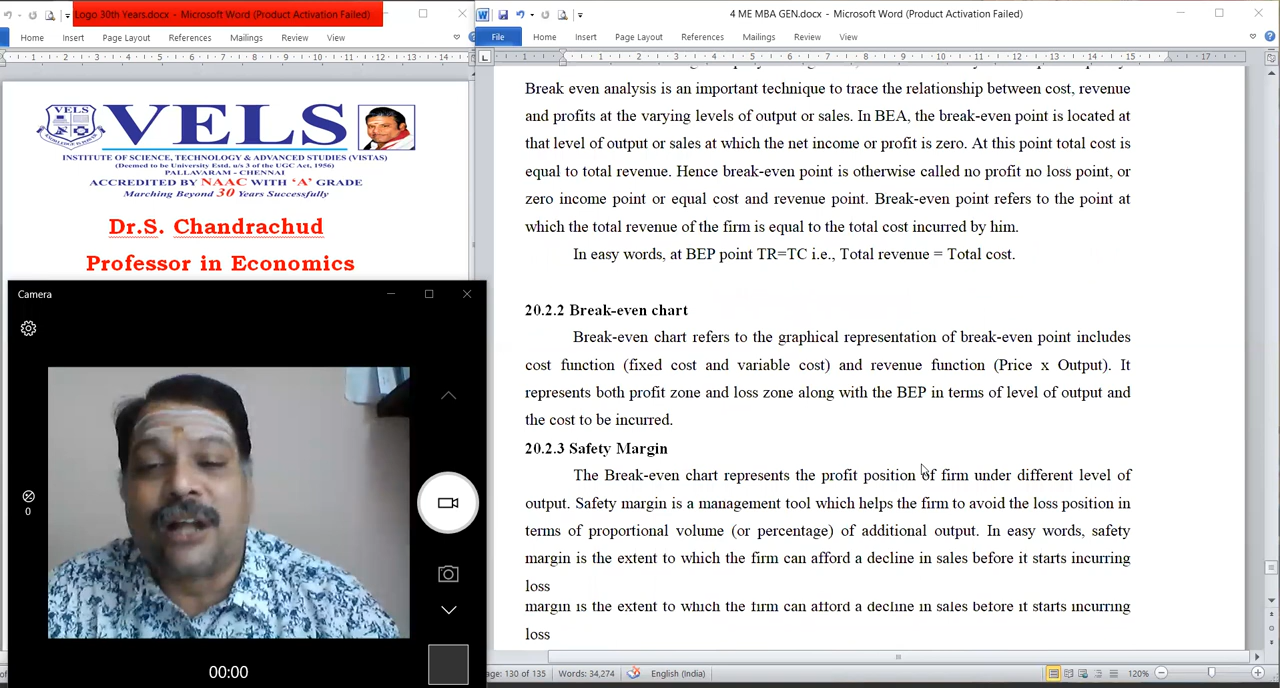 Logo 30th Years.docx - Microsoft Word (Product Activation Failed)
Home Insert Page Layout References Mailings Review View
VELS
VELS
INSTITUTE OF SCIENCE, TECHNOLOGY & ADVANCED STUDIES (VISTAS)
(Deemed to be University Estd. u/s 3 of the UGC Act, 1956)
PALLAVARAM - CHENNAI
ACCREDITED BY NAAC WITH 'A' GRADE
Marching Beyond 30 Years Successfully
Dr.S. Chandrachud
Professor in Economics
Camera
0
00:00
4 ME MBA GEN.docx - Microsoft Word (Product Activation Failed)
File Home Insert Page Layout References Mailings Review View
Break even analysis is an important technique to trace the relationship between cost, revenue
and profits at the varying levels of output or sales. In BEA, the break-even point is located at
that level of output or sales at which the net income or profit is zero. At this point total cost is
equal to total revenue. Hence break-even point is otherwise called no profit no loss point, or
zero income point or equal cost and revenue point. Break-even point refers to the point at
which the total revenue of the firm is equal to the total cost incurred by him.
In easy words, at BEP point TR=TC i.e., Total revenue = Total cost.
20.2.2 Break-even chart
Break-even chart refers to the graphical representation of break-even point includes
cost function (fixed cost and variable cost) and revenue function (Price x Output). It
represents both profit zone and loss zone along with the BEP in terms of level of output and
the cost to be incurred.
20.2.3 Safety Margin
The Break-even chart represents the profit position of firm under different level of
output. Safety margin is a management tool which helps the firm to avoid the loss position in
terms of proportional volume (or percentage) of additional output. In easy words, safety
margin is the extent to which the firm can afford a decline in sales before it starts incurring
loss
margin is the extent to which the firm can afford a decline in sales before it starts incurring
loss
age: 130 of 135 Words: 34,274 English (India) 120%